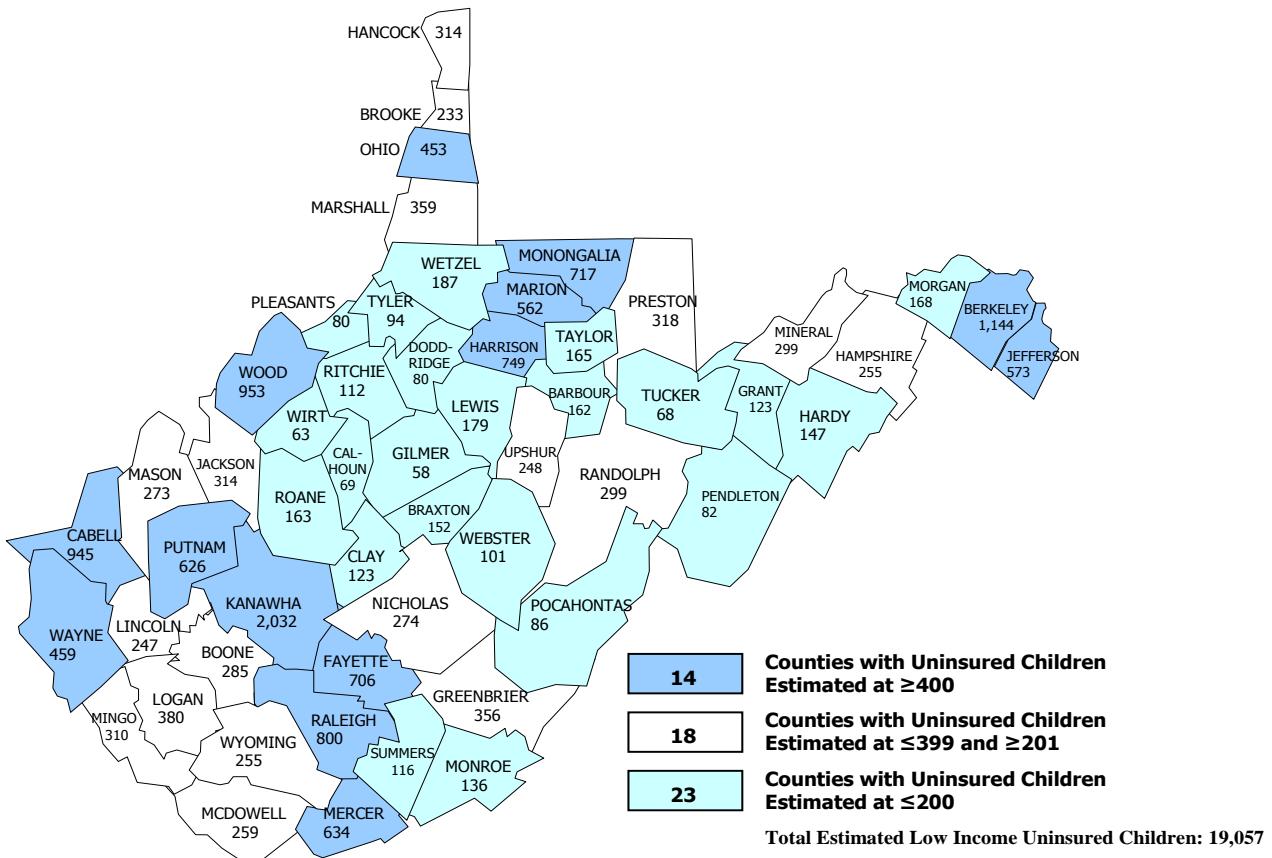 HANCOCK 314
BROOKE 233
OHIO 453
MARSHALL 359
WETZEL
187
MONONGALIA
717
MARION
562
PRESTON
318
PLEASANTS
80
TYLER
94
DODD-
RIDGE
80
HARRISON
749
TAYLOR
165
MORGAN
168
BERKELEY
1,144
JEFFERSON
573
MINERAL
299
HAMPSHIRE
255
WOOD
953
RITCHIE
112
WIRT
63
LEWIS
179
BARBOUR
162
TUCKER
68
GRANT
123
HARDY
147
MASON
273
JACKSON
314
CAL-
HOUN
69
GILMER
58
UPSHUR
248
RANDOLPH
299
PENDLETON
82
ROANE
163
BRAXTON
152
WEBSTER
101
CABELL
945
PUTNAM
626
CLAY
123
KANAWHA
2,032
NICHOLAS
274
POCAHONTAS
86
WAYNE
459
LINCOLN
247
BOONE
285
FAYETTE
706
GREENBRIER
356
LOGAN
380
MINGO
310
RALEIGH
800
WYOMING
255
SUMMERS
116
MONROE
136
MCDOWELL
259
MERCER
634
14 Counties with Uninsured Children
Estimated at ≥400
18 Counties with Uninsured Children
Estimated at ≤399 and ≥201
23 Counties with Uninsured Children
Estimated at ≤200
Total Estimated Low Income Uninsured Children: 19,057